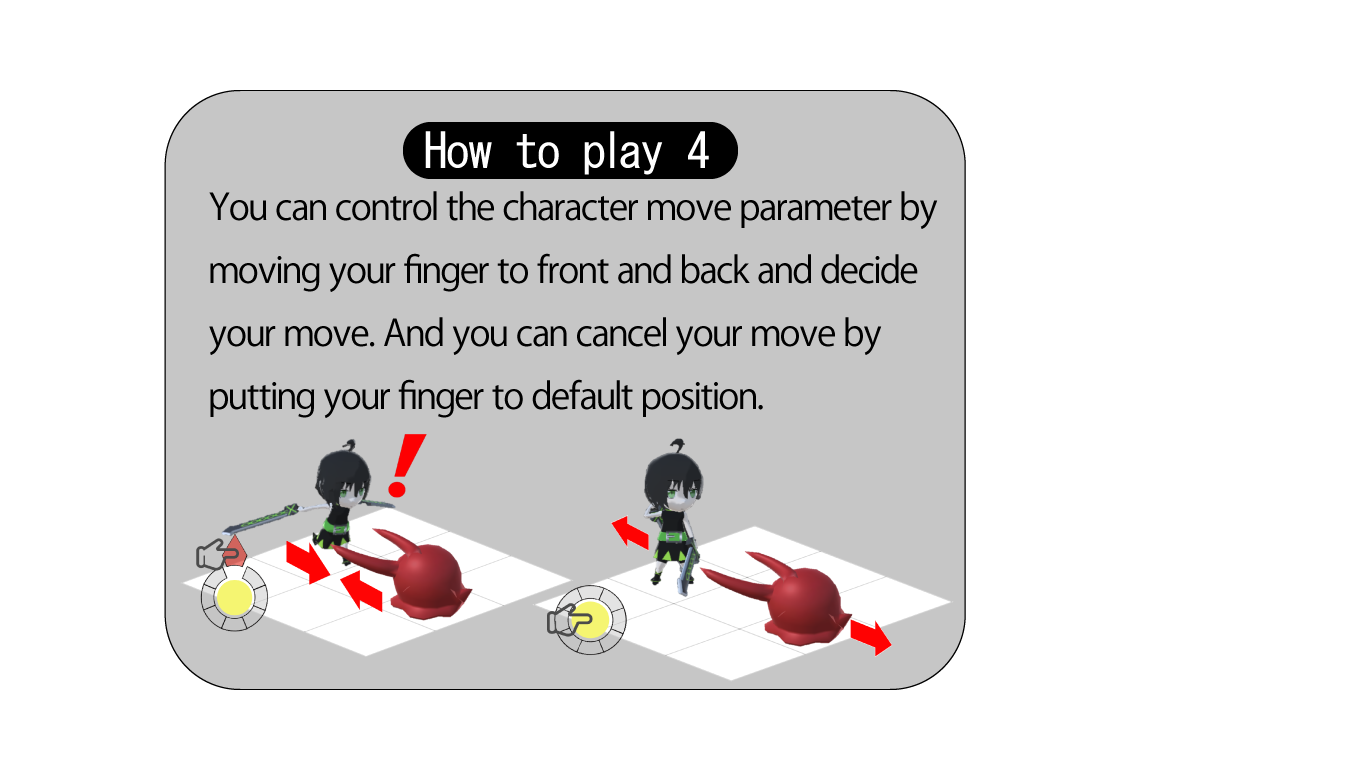 How to play 4
You can control the character move parameter by
moving your finger to front and back and decide
your move. And you can cancel your move by
putting your finger to default position.
!